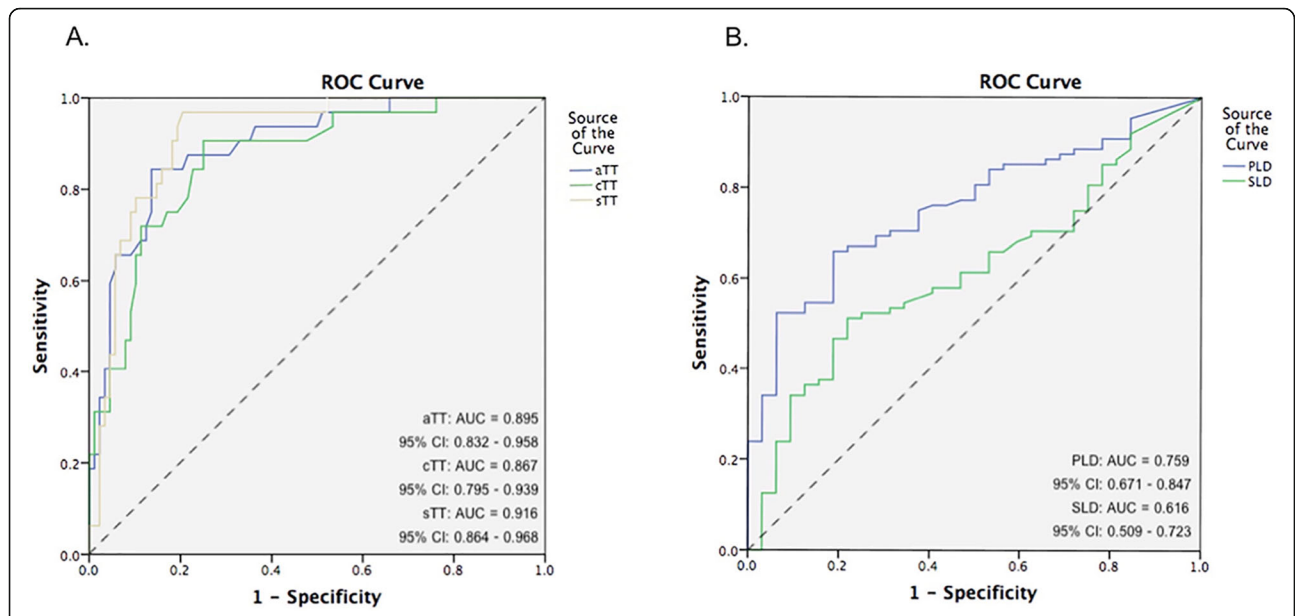 A.
ROC Curve
Sensitivity
1.0
0.8
0.6
0.4
0.2
0.0
0.0 0.2 0.4 0.6 0.8 1.0
1 – Specificity
Source
of the
Curve
aTT
cTT
sTT
aTT: AUC = 0.895
95% CI: 0.832 - 0.958
cTT: AUC = 0.867
95% CI: 0.795 - 0.939
sTT: AUC = 0.916
95% CI: 0.864 - 0.968
B.
ROC Curve
Sensitivity
1.0
0.8
0.6
0.4
0.2
0.0
0.0 0.2 0.4 0.6 0.8 1.0
1 – Specificity
Source
of the
Curve
PLD
SLD
PLD: AUC = 0.759
95% CI: 0.671 - 0.847
SLD: AUC = 0.616
95% CI: 0.509 - 0.723